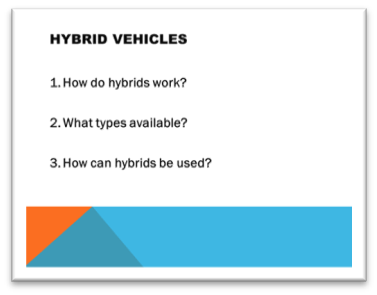 HYBRID VEHICLES
1. How do hybrids work?
2. What types available?
3. How can hybrids be used?